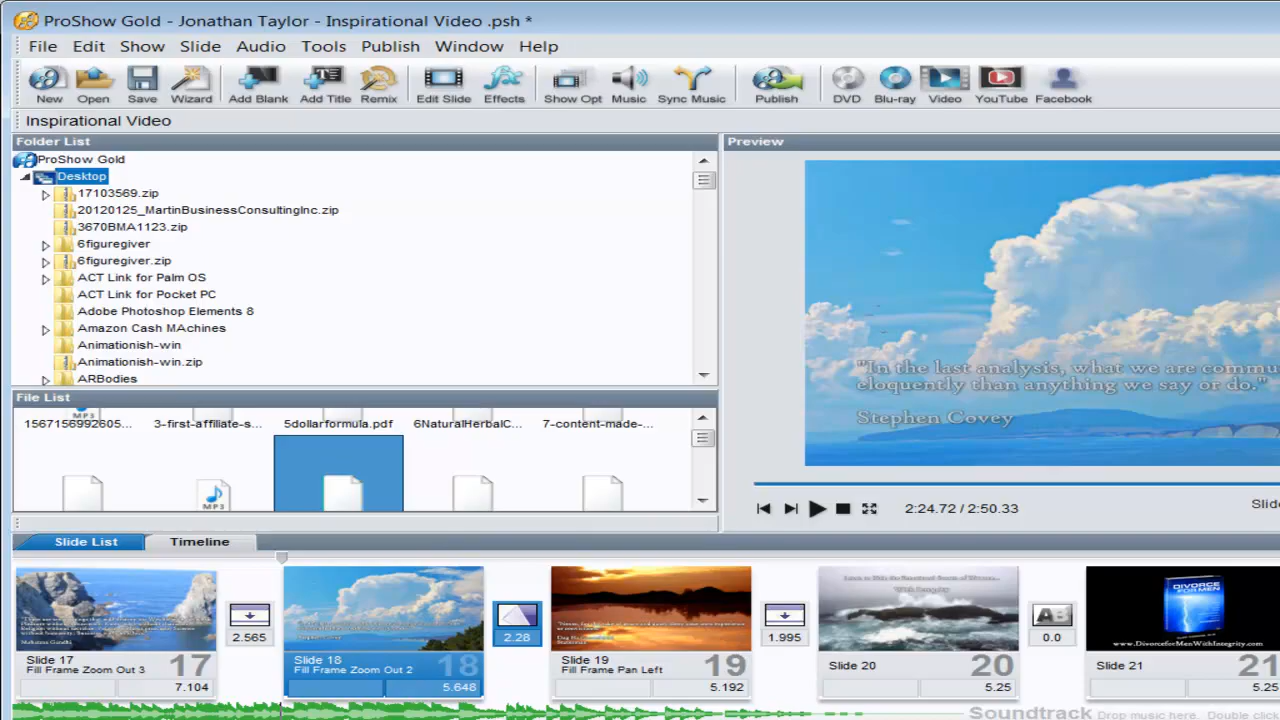 ProShow Gold - Jonathan Taylor - Inspirational Video .psh *
File Edit Show Slide Audio Tools Publish Window Help
New Open Save Wizard Add Blank Add Title Remix Edit Slide Effects Show Opt Music Sync Music Publish DVD Blu-ray Video YouTube Facebook
Inspirational Video
Folder List
ProShow Gold
Desktop
17103569.zip
20120125_MartinBusinessConsultingInc.zip
3670BMA1123.zip
6figuregiver
6figuregiver.zip
ACT Link for Palm OS
ACT Link for Pocket PC
Adobe Photoshop Elements 8
Amazon Cash MAchines
Animationish-win
Animationish-win.zip
ARBodies
File List
MP3
1567156992605... 3-first-affiliate-s... 5dollarformula.pdf 6NaturalHerbalC... 7-content-made-...
MP3
Preview
"In the last analysis, what we are commu
eloquently than anything we say or do."
Stephen Covey
2:24.72 / 2:50.33
Slide
Slide List Timeline
DIVORCE
FOR MEN
www.DivorceforMenWithIntegrity.com
2.565 2.28 1.995 AB 0.0
Slide 17
Fill Frame Zoom Out 3
17
7.104
Slide 18
Fill Frame Zoom Out 2
18
5.648
Slide 19
Fill Frame Pan Left
19
5.192
Slide 20
20
5.25
Slide 21
21
5.25
Soundtrack Drop music here. Double click